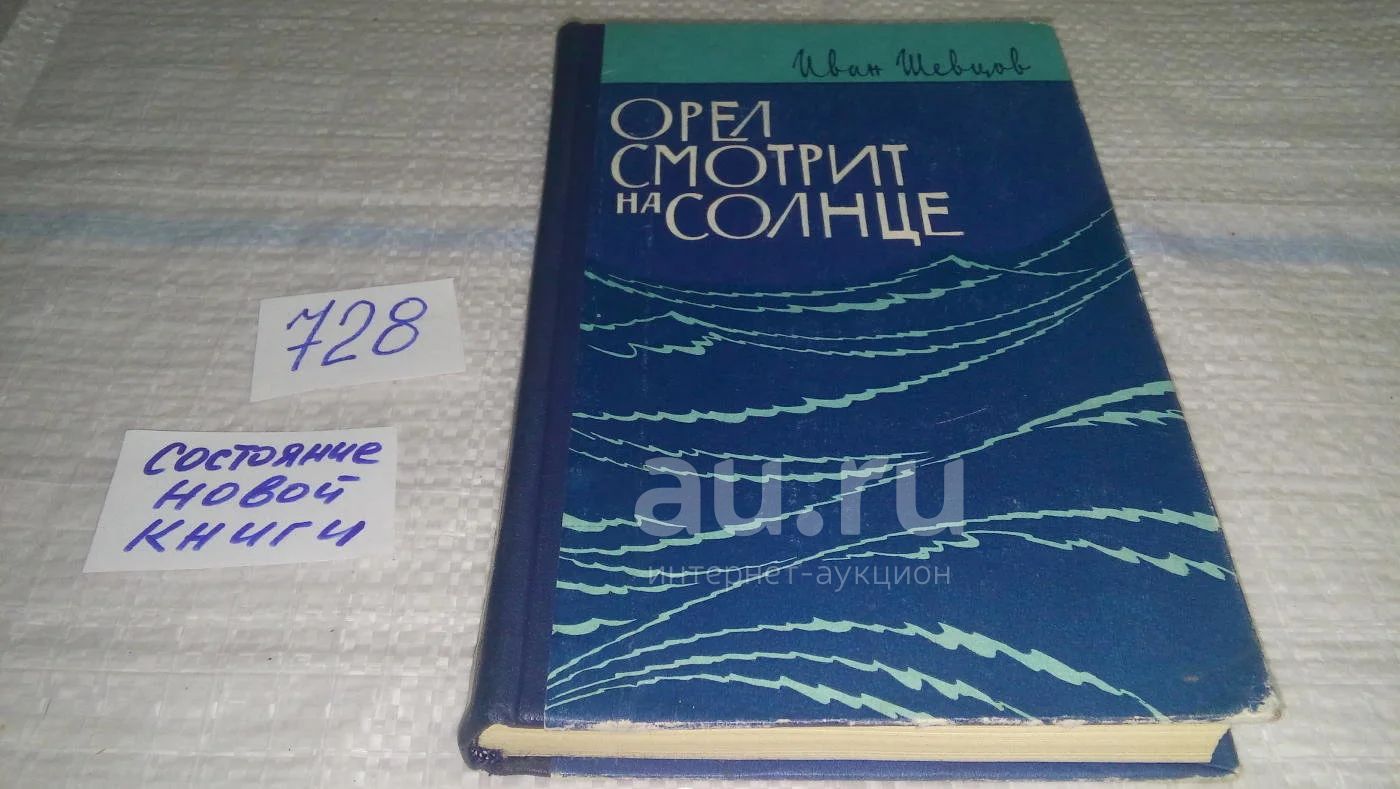 Иван Шевцов
ОРЕЛ
СМОТРИТ
НА СОЛНЦЕ
728
состояние
новой
книги
au.ru
интернет-аукцион